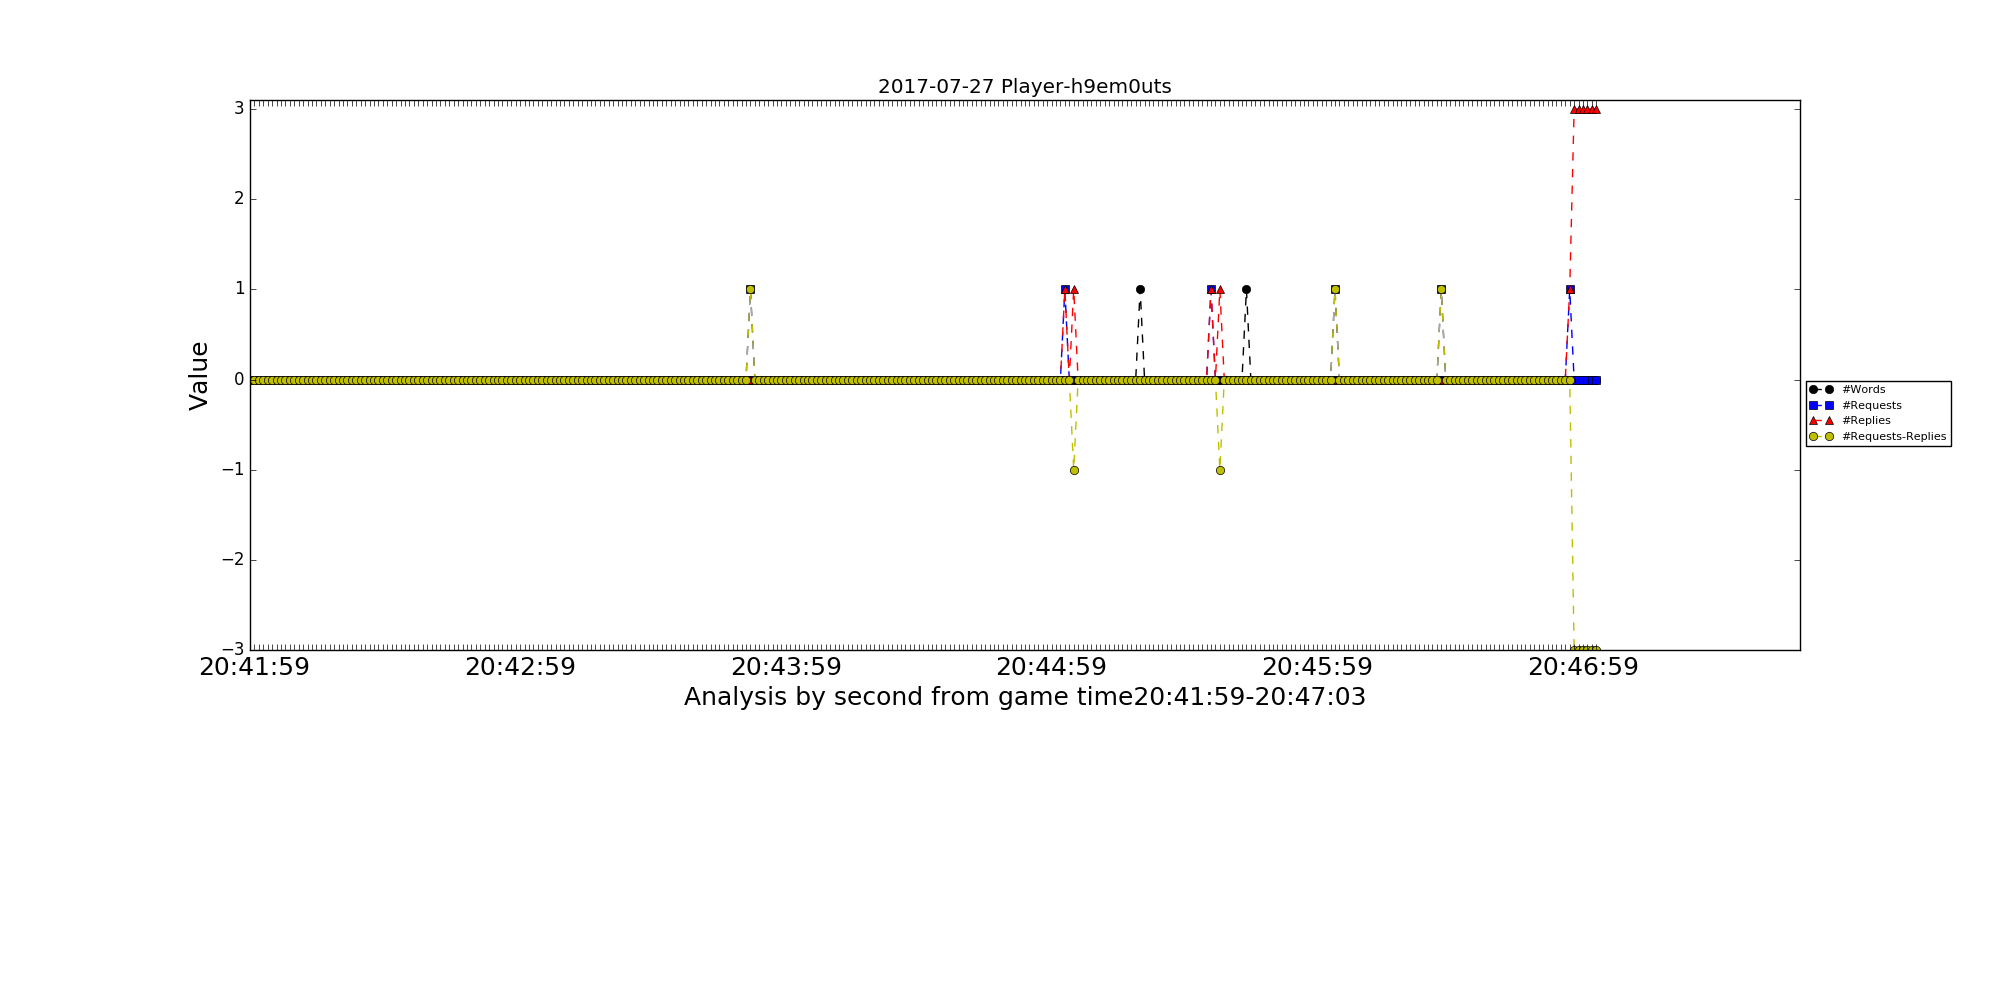 2017-07-27 Player-h9em0uts
3
2
1
0
−1
−2
−3
Value
#Words
#Requests
#Replies
#Requests-Replies
20:41:59 20:42:59 20:43:59 20:44:59 20:45:59 20:46:59
Analysis by second from game time20:41:59-20:47:03